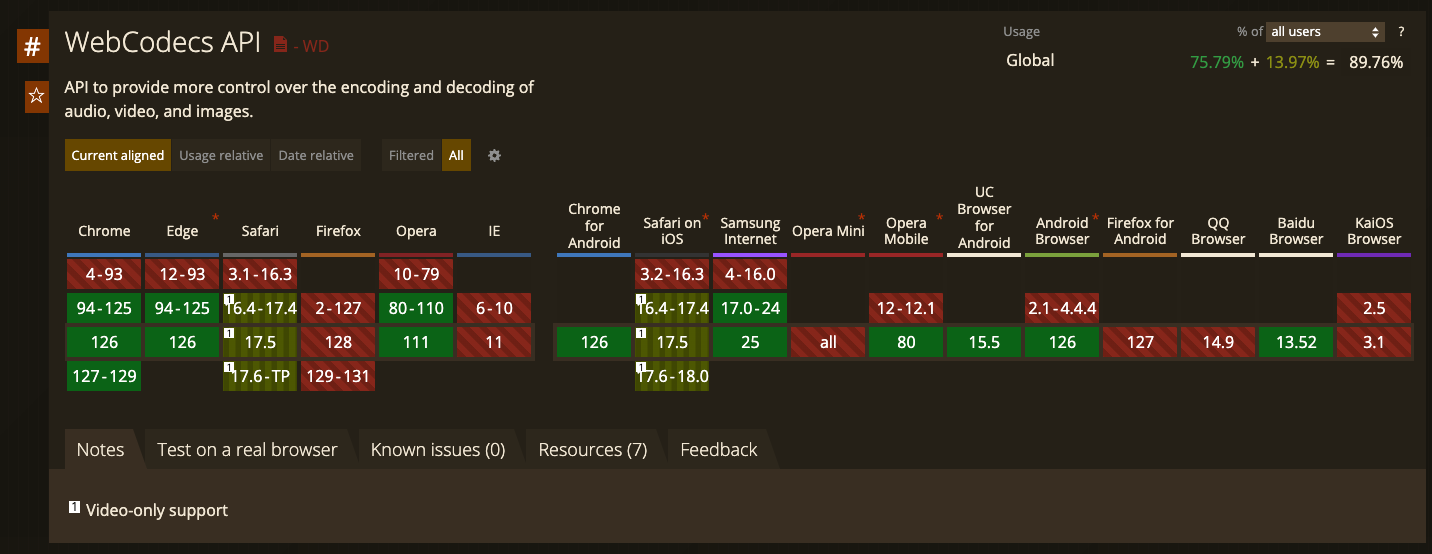 #
WebCodecs API - WD
Usage % of all users ?
Global 75.79% + 13.97% = 89.76%
☆
API to provide more control over the encoding and decoding of
audio, video, and images.
Current aligned Usage relative Date relative Filtered All
Chrome Edge * Safari Firefox Opera IE
Chrome for Android Safari on iOS * Samsung Internet Opera Mini * Opera Mobile * UC Browser for Android Android Browser * Firefox for Android QQ Browser Baidu Browser KaiOS Browser
4-93 12-93 3.1-16.3 10-79 3.2-16.3 4-16.0
94-125 94-125 1 16.4-17.4 2-127 80-110 6-10 1 16.4-17.4 17.0-24 12-12.1 2.1-4.4.4 2.5
126 126 1 17.5 128 111 11 126 1 17.5 25 all 80 15.5 126 127 14.9 13.52 3.1
127-129 1 17.6-TP 129-131 1 17.6-18.0
Notes Test on a real browser Known issues (0) Resources (7) Feedback
1 Video-only support